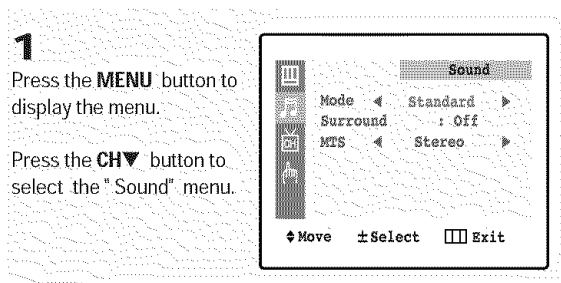 1
Press the MENU button to
display the menu.
Press the CH▼ button to
select the "Sound" menu.
Sound
Mode ◀ Standard ▶
Surround : Off
MTS ◀ Stereo ▶
CH
♦Move ±Select Exit